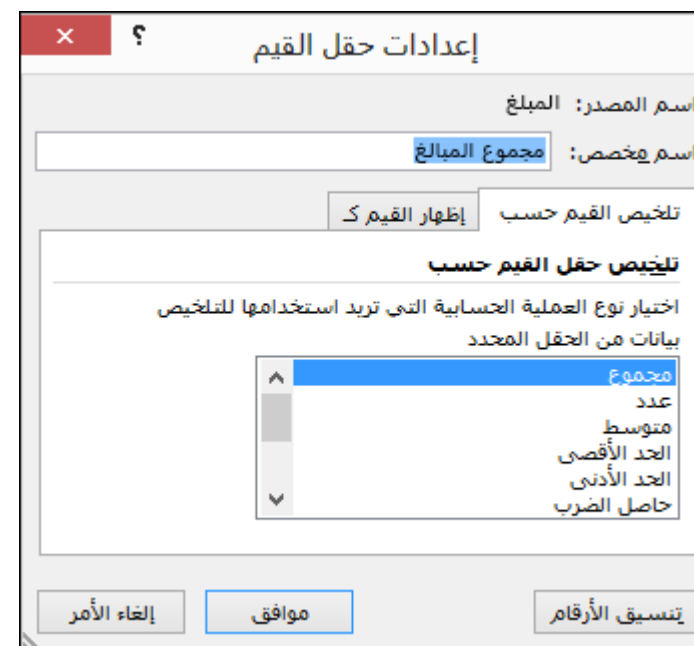 إعدادات حقل القيم ؟
اسم المصدر: المبلغ
اسم مخصص: مجموع المبالغ
تلخيص القيم حسب إظهار القيم كـ
تلخيص حقل القيم حسب
اختيار نوع العملية الحسابية التي تريد استخدامها للتلخيص
بيانات من الحقل المحدد
مجموع
عدد
متوسط
الحد الأقصى
الحد الأدنى
حاصل الضرب
تنسيق الأرقام موافق إلغاء الأمر